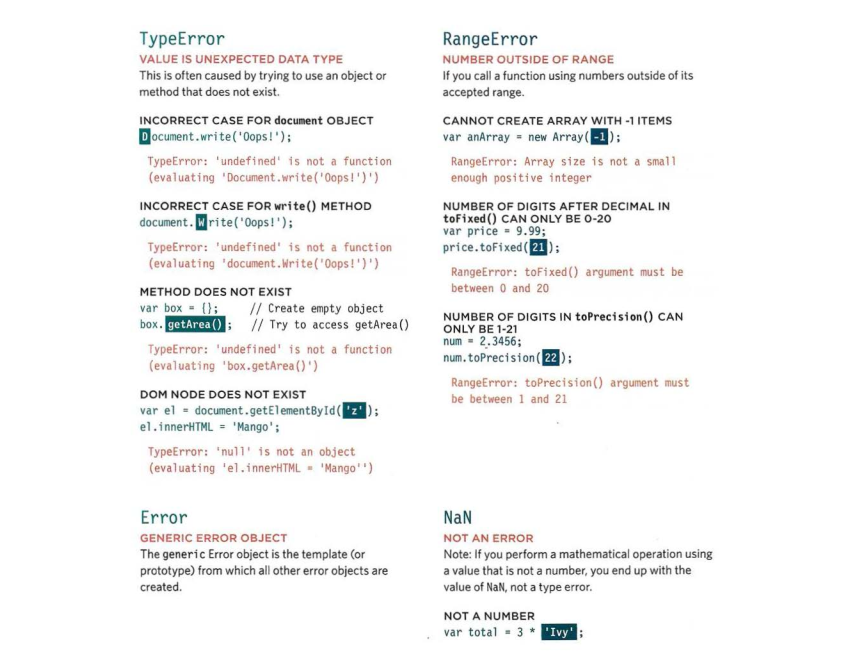 TypeError
VALUE IS UNEXPECTED DATA TYPE
This is often caused by trying to use an object or
method that does not exist.
INCORRECT CASE FOR document OBJECT
Document.write('Oops!');
TypeError: 'undefined' is not a function
(evaluating 'Document.write('Oops!')')
INCORRECT CASE FOR write() METHOD
document.Write('Oops!');
TypeError: 'undefined' is not a function
(evaluating 'document.Write('Oops!')')
METHOD DOES NOT EXIST
var box = {}; // Create empty object
box.getArea(); // Try to access getArea()
TypeError: 'undefined' is not a function
(evaluating 'box.getArea()')
DOM NODE DOES NOT EXIST
var el = document.getElementById('z');
el.innerHTML = 'Mango';
TypeError: 'null' is not an object
(evaluating 'el.innerHTML = 'Mango'')
RangeError
NUMBER OUTSIDE OF RANGE
If you call a function using numbers outside of its
accepted range.
CANNOT CREATE ARRAY WITH -1 ITEMS
var anArray = new Array(-1);
RangeError: Array size is not a small
enough positive integer
NUMBER OF DIGITS AFTER DECIMAL IN
toFixed() CAN ONLY BE 0-20
var price = 9.99;
price.toFixed(21);
RangeError: toFixed() argument must be
between 0 and 20
NUMBER OF DIGITS IN toPrecision() CAN
ONLY BE 1-21
num = 2.3456;
num.toPrecision(22);
RangeError: toPrecision() argument must
be between 1 and 21
Error
GENERIC ERROR OBJECT
The generic Error object is the template (or
prototype) from which all other error objects are
created.
NaN
NOT AN ERROR
Note: If you perform a mathematical operation using
a value that is not a number, you end up with the
value of NaN, not a type error.
NOT A NUMBER
var total = 3 * 'Ivy';